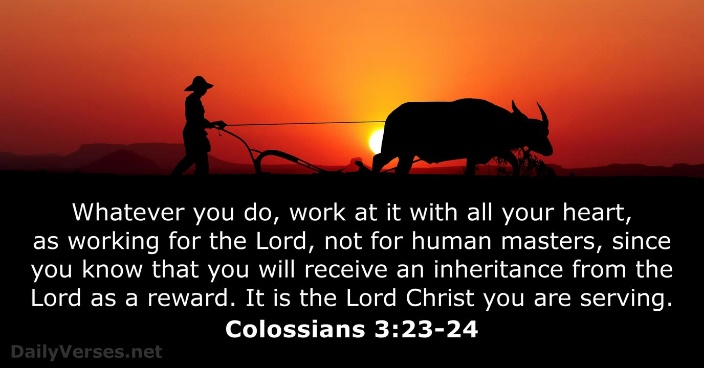 Whatever you do, work at it with all your heart,
as working for the Lord, not for human masters, since
you know that you will receive an inheritance from the
Lord as a reward. It is the Lord Christ you are serving.
Colossians 3:23-24
DailyVerses.net